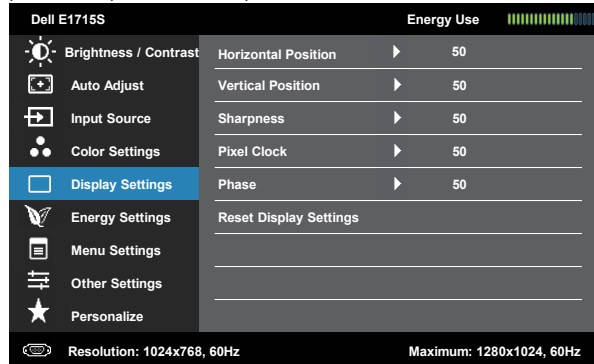 Dell E1715S Energy Use
Brightness / Contrast Horizontal Position 50
Auto Adjust Vertical Position 50
Input Source Sharpness 50
Color Settings Pixel Clock 50
Display Settings Phase 50
Energy Settings Reset Display Settings
Menu Settings
Other Settings
Personalize
Resolution: 1024x768, 60Hz Maximum: 1280x1024, 60Hz